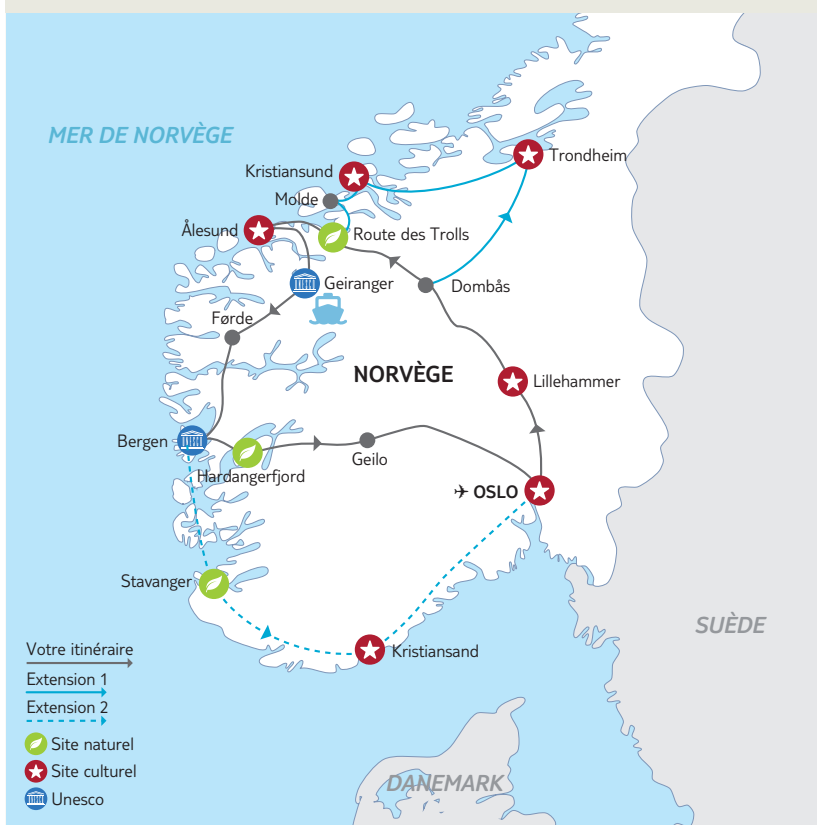 MER DE NORVÈGE
Kristiansund
Trondheim
Molde
Ålesund
Route des Trolls
Geiranger
Dombås
Førde
NORVÈGE
Lillehammer
Bergen
Geilo
Hardangerfjord
OSLO
Stavanger
SUÈDE
Kristiansand
Votre itinéraire
Extension 1
Extension 2
Site naturel
Site culturel
Unesco
DANEMARK